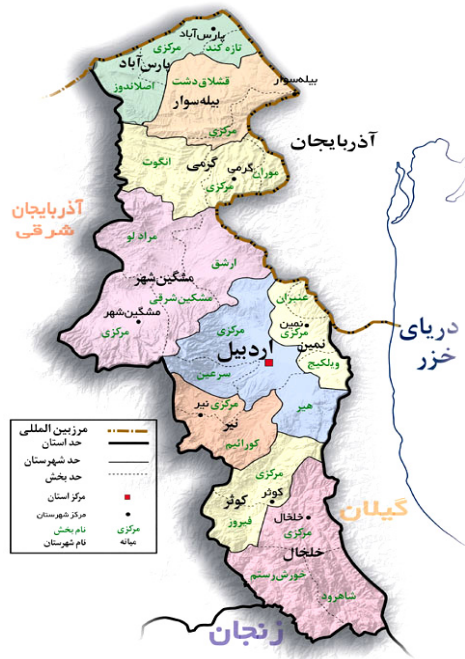 پارس‌آباد
تازه کند
مرکزی
پارس‌آباد
اصلاندوز
قشلاق دشت
بیله سوار
بیله سوار
مرکزی
آذربایجان
انگوت
گرمی
گرمی
موران
مرکزی
آذربایجان
شرقی
مراد لو
ارشق
مشگین‌شهر
مشگین‌شرقی
مشگین‌شهر
مرکزی
عنبران
نمین
مرکزی
نمین
ویلکیج
دریای
خزر
مرکزی
اردبیل
سرعین
هیر
مرکزی
نیر
نیر
کورائیم
مرکزی
کوثر
کوثر
فیروز
گیلان
خلخال
مرکزی
خلخال
خورش رستم
شاهرود
زنجان
مرزبین المللی
حد استان
حد شهرستان
حد بخش
مرکز استان
مرکز شهرستان
نام بخش مرکزی
نام شهرستان میانه